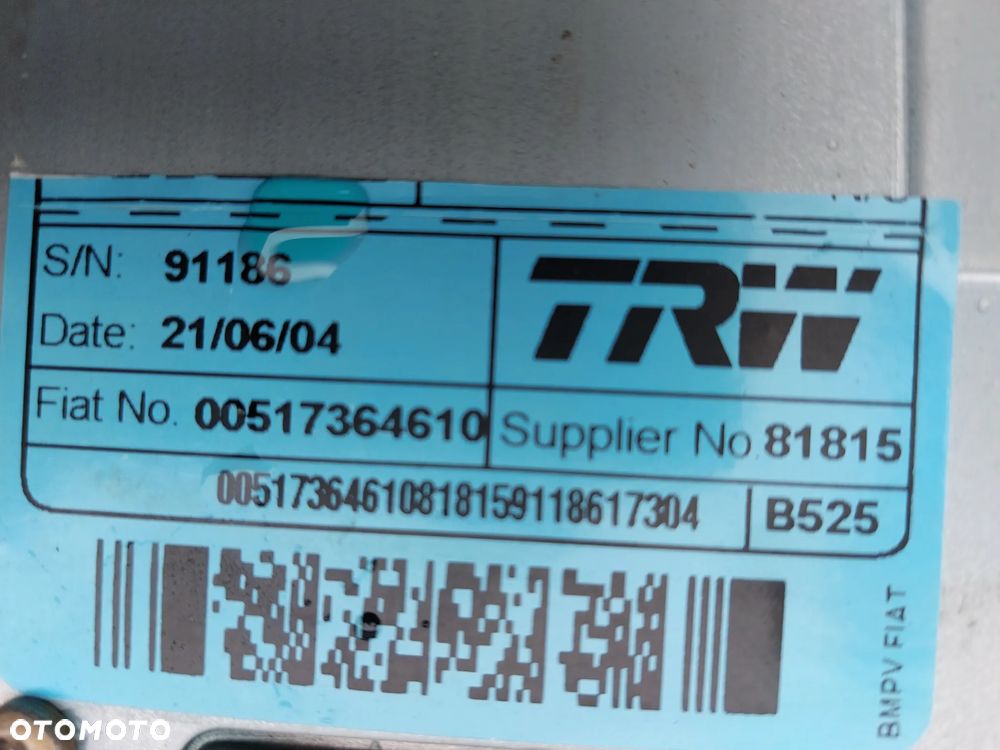 S/N: 91186
TRW
Date: 21/06/04
Fiat No. 00517364610
Supplier No. 81815
00517364610818159118617304
B525
BMPV FIAT
OTOMOTO